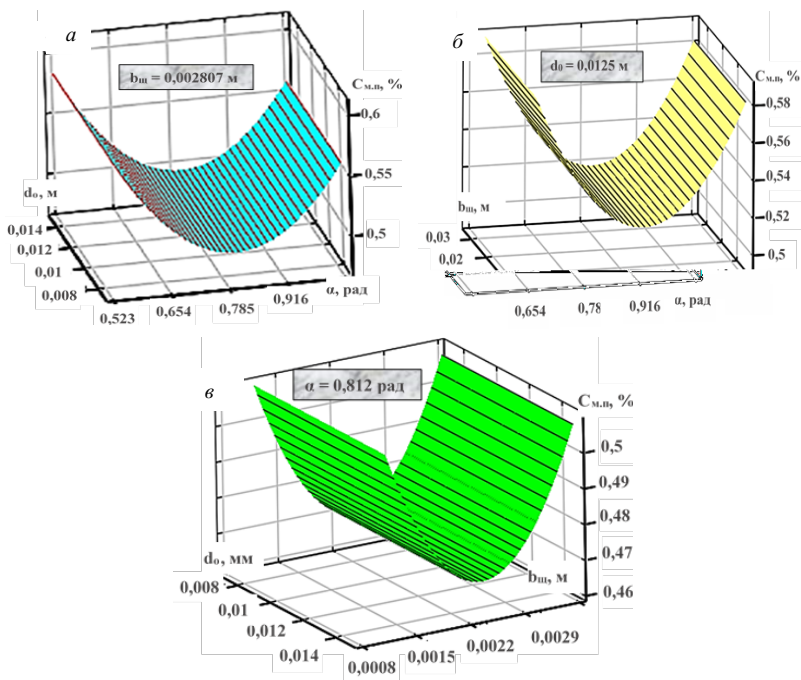 а
bщ = 0,002807 м
Cм.п, %
0,6
0,55
0,5
dо, м
0,014
0,012
0,01
0,008
0,523
0,654
0,785
0,916
α, рад
б
d0 = 0,0125 м
Cм.п, %
0,58
0,56
0,54
0,52
0,5
bщ, м
0,03
0,02
0,654
0,78
0,916
α, рад
в
α = 0,812 рад
Cм.п, %
0,5
0,49
0,48
0,47
0,46
dо, мм
0,008
0,01
0,012
0,014
bщ, м
0,0008
0,0015
0,0022
0,0029